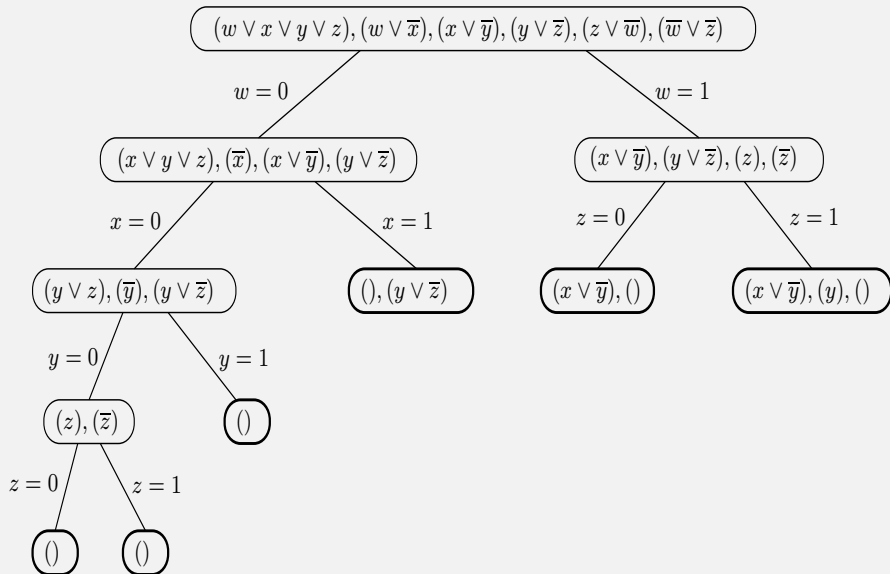 (w ∨ x ∨ y ∨ z), (w ∨ x̅), (x ∨ y̅), (y ∨ z̅), (z ∨ w̅), (w̅ ∨ z̅)
w = 0
w = 1
(x ∨ y ∨ z), (x̅), (x ∨ y̅), (y ∨ z̅)
(x ∨ y̅), (y ∨ z̅), (z), (z̅)
x = 0
x = 1
z = 0
z = 1
(y ∨ z), (y̅), (y ∨ z̅)
(), (y ∨ z̅)
(x ∨ y̅), ()
(x ∨ y̅), (y), ()
y = 0
y = 1
(z), (z̅)
()
z = 0
z = 1
()
()